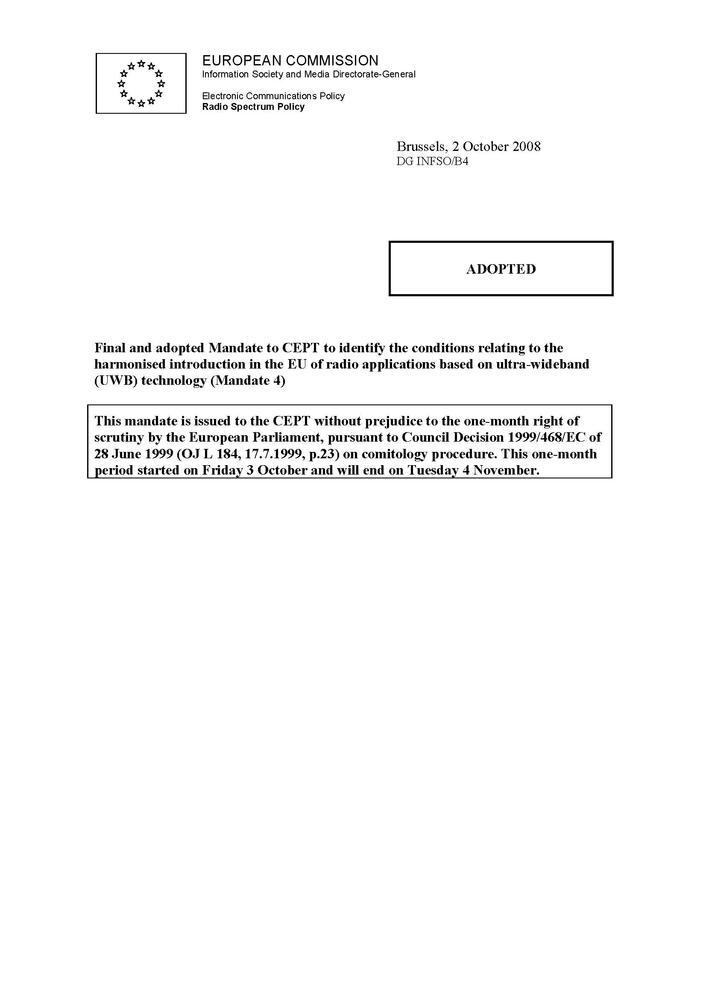 EUROPEAN COMMISSION
Information Society and Media Directorate-General
Electronic Communications Policy
Radio Spectrum Policy
Brussels, 2 October 2008
DG INFSO/B4
ADOPTED
Final and adopted Mandate to CEPT to identify the conditions relating to the
harmonised introduction in the EU of radio applications based on ultra-wideband
(UWB) technology (Mandate 4)
This mandate is issued to the CEPT without prejudice to the one-month right of
scrutiny by the European Parliament, pursuant to Council Decision 1999/468/EC of
28 June 1999 (OJ L 184, 17.7.1999, p.23) on comitology procedure. This one-month
period started on Friday 3 October and will end on Tuesday 4 November.